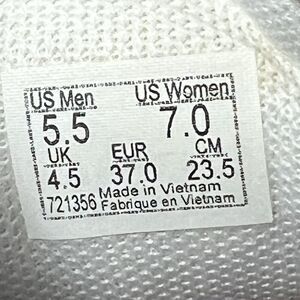 US Men US Women
5.5 7.0
UK EUR CM
4.5 37.0 23.5
Made in Vietnam
721356 Fabrique en Vietnam